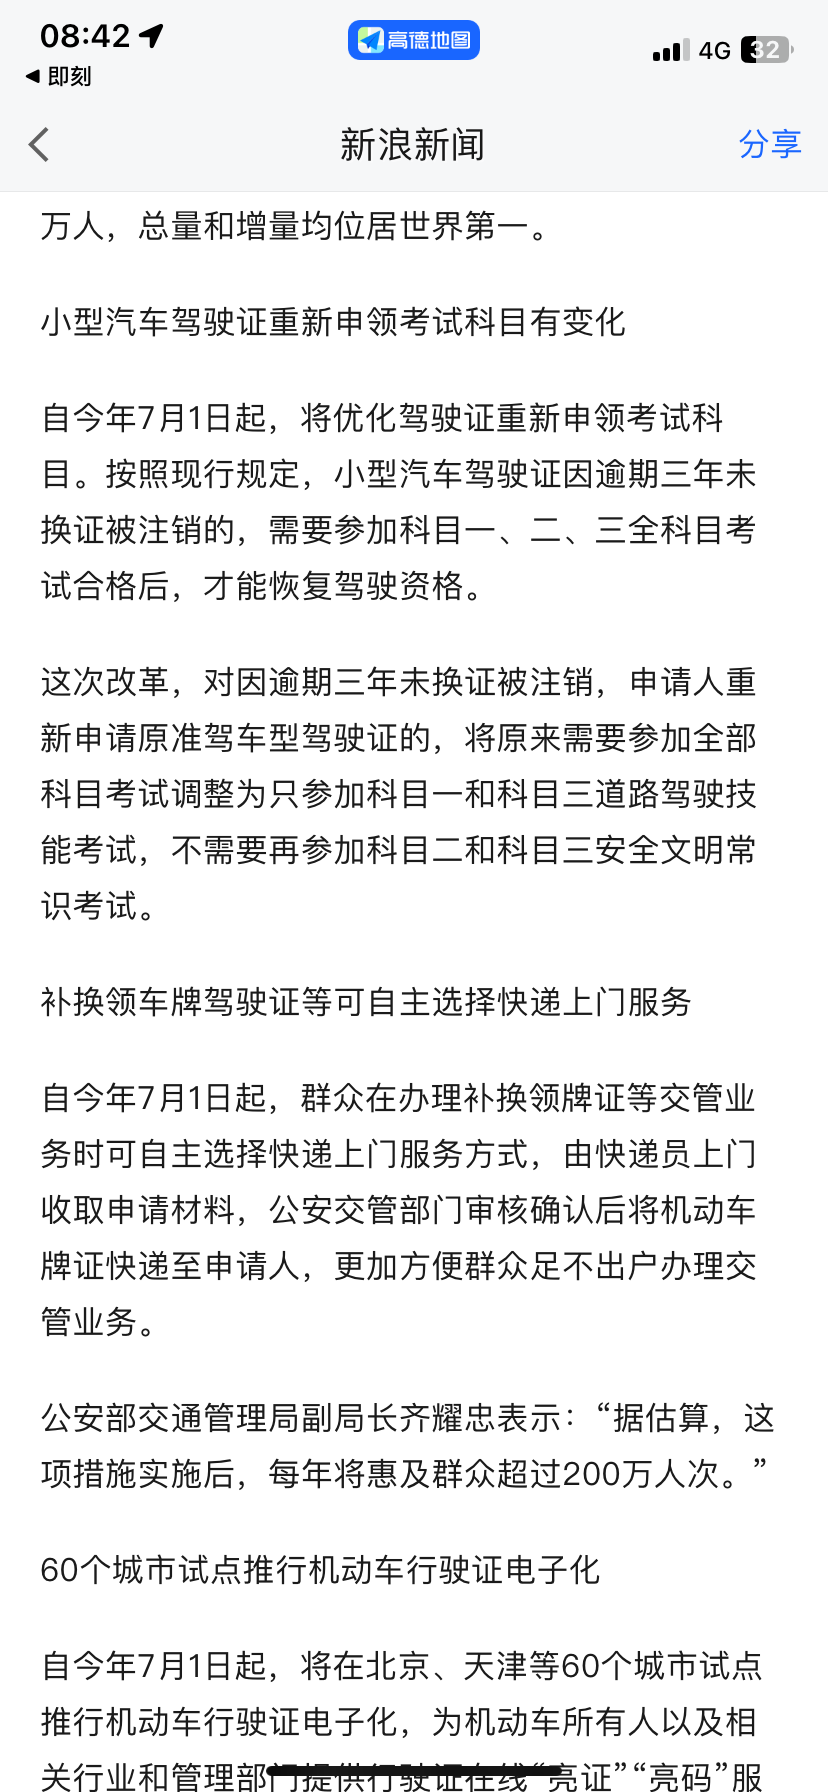 08:42
高德地图
4G
32
◀ 即刻
新浪新闻
分享
万人，总量和增量均位居世界第一。
小型汽车驾驶证重新申领考试科目有变化
自今年7月1日起，将优化驾驶证重新申领考试科
目。按照现行规定，小型汽车驾驶证因逾期三年未
换证被注销的，需要参加科目一、二、三全科目考
试合格后，才能恢复驾驶资格。
这次改革，对因逾期三年未换证被注销，申请人重
新申请原准驾车型驾驶证的，将原来需要参加全部
科目考试调整为只参加科目一和科目三道路驾驶技
能考试，不需要再参加科目二和科目三安全文明常
识考试。
补换领车牌驾驶证等可自主选择快递上门服务
自今年7月1日起，群众在办理补换领牌证等交管业
务时可自主选择快递上门服务方式，由快递员上门
收取申请材料，公安交管部门审核确认后将机动车
牌证快递至申请人，更加方便群众足不出户办理交
管业务。
公安部交通管理局副局长齐耀忠表示：“据估算，这
项措施实施后，每年将惠及群众超过200万人次。”
60个城市试点推行机动车行驶证电子化
自今年7月1日起，将在北京、天津等60个城市试点
推行机动车行驶证电子化，为机动车所有人以及相
关行业和管理部门提供行驶证在线“亮证”“亮码”服